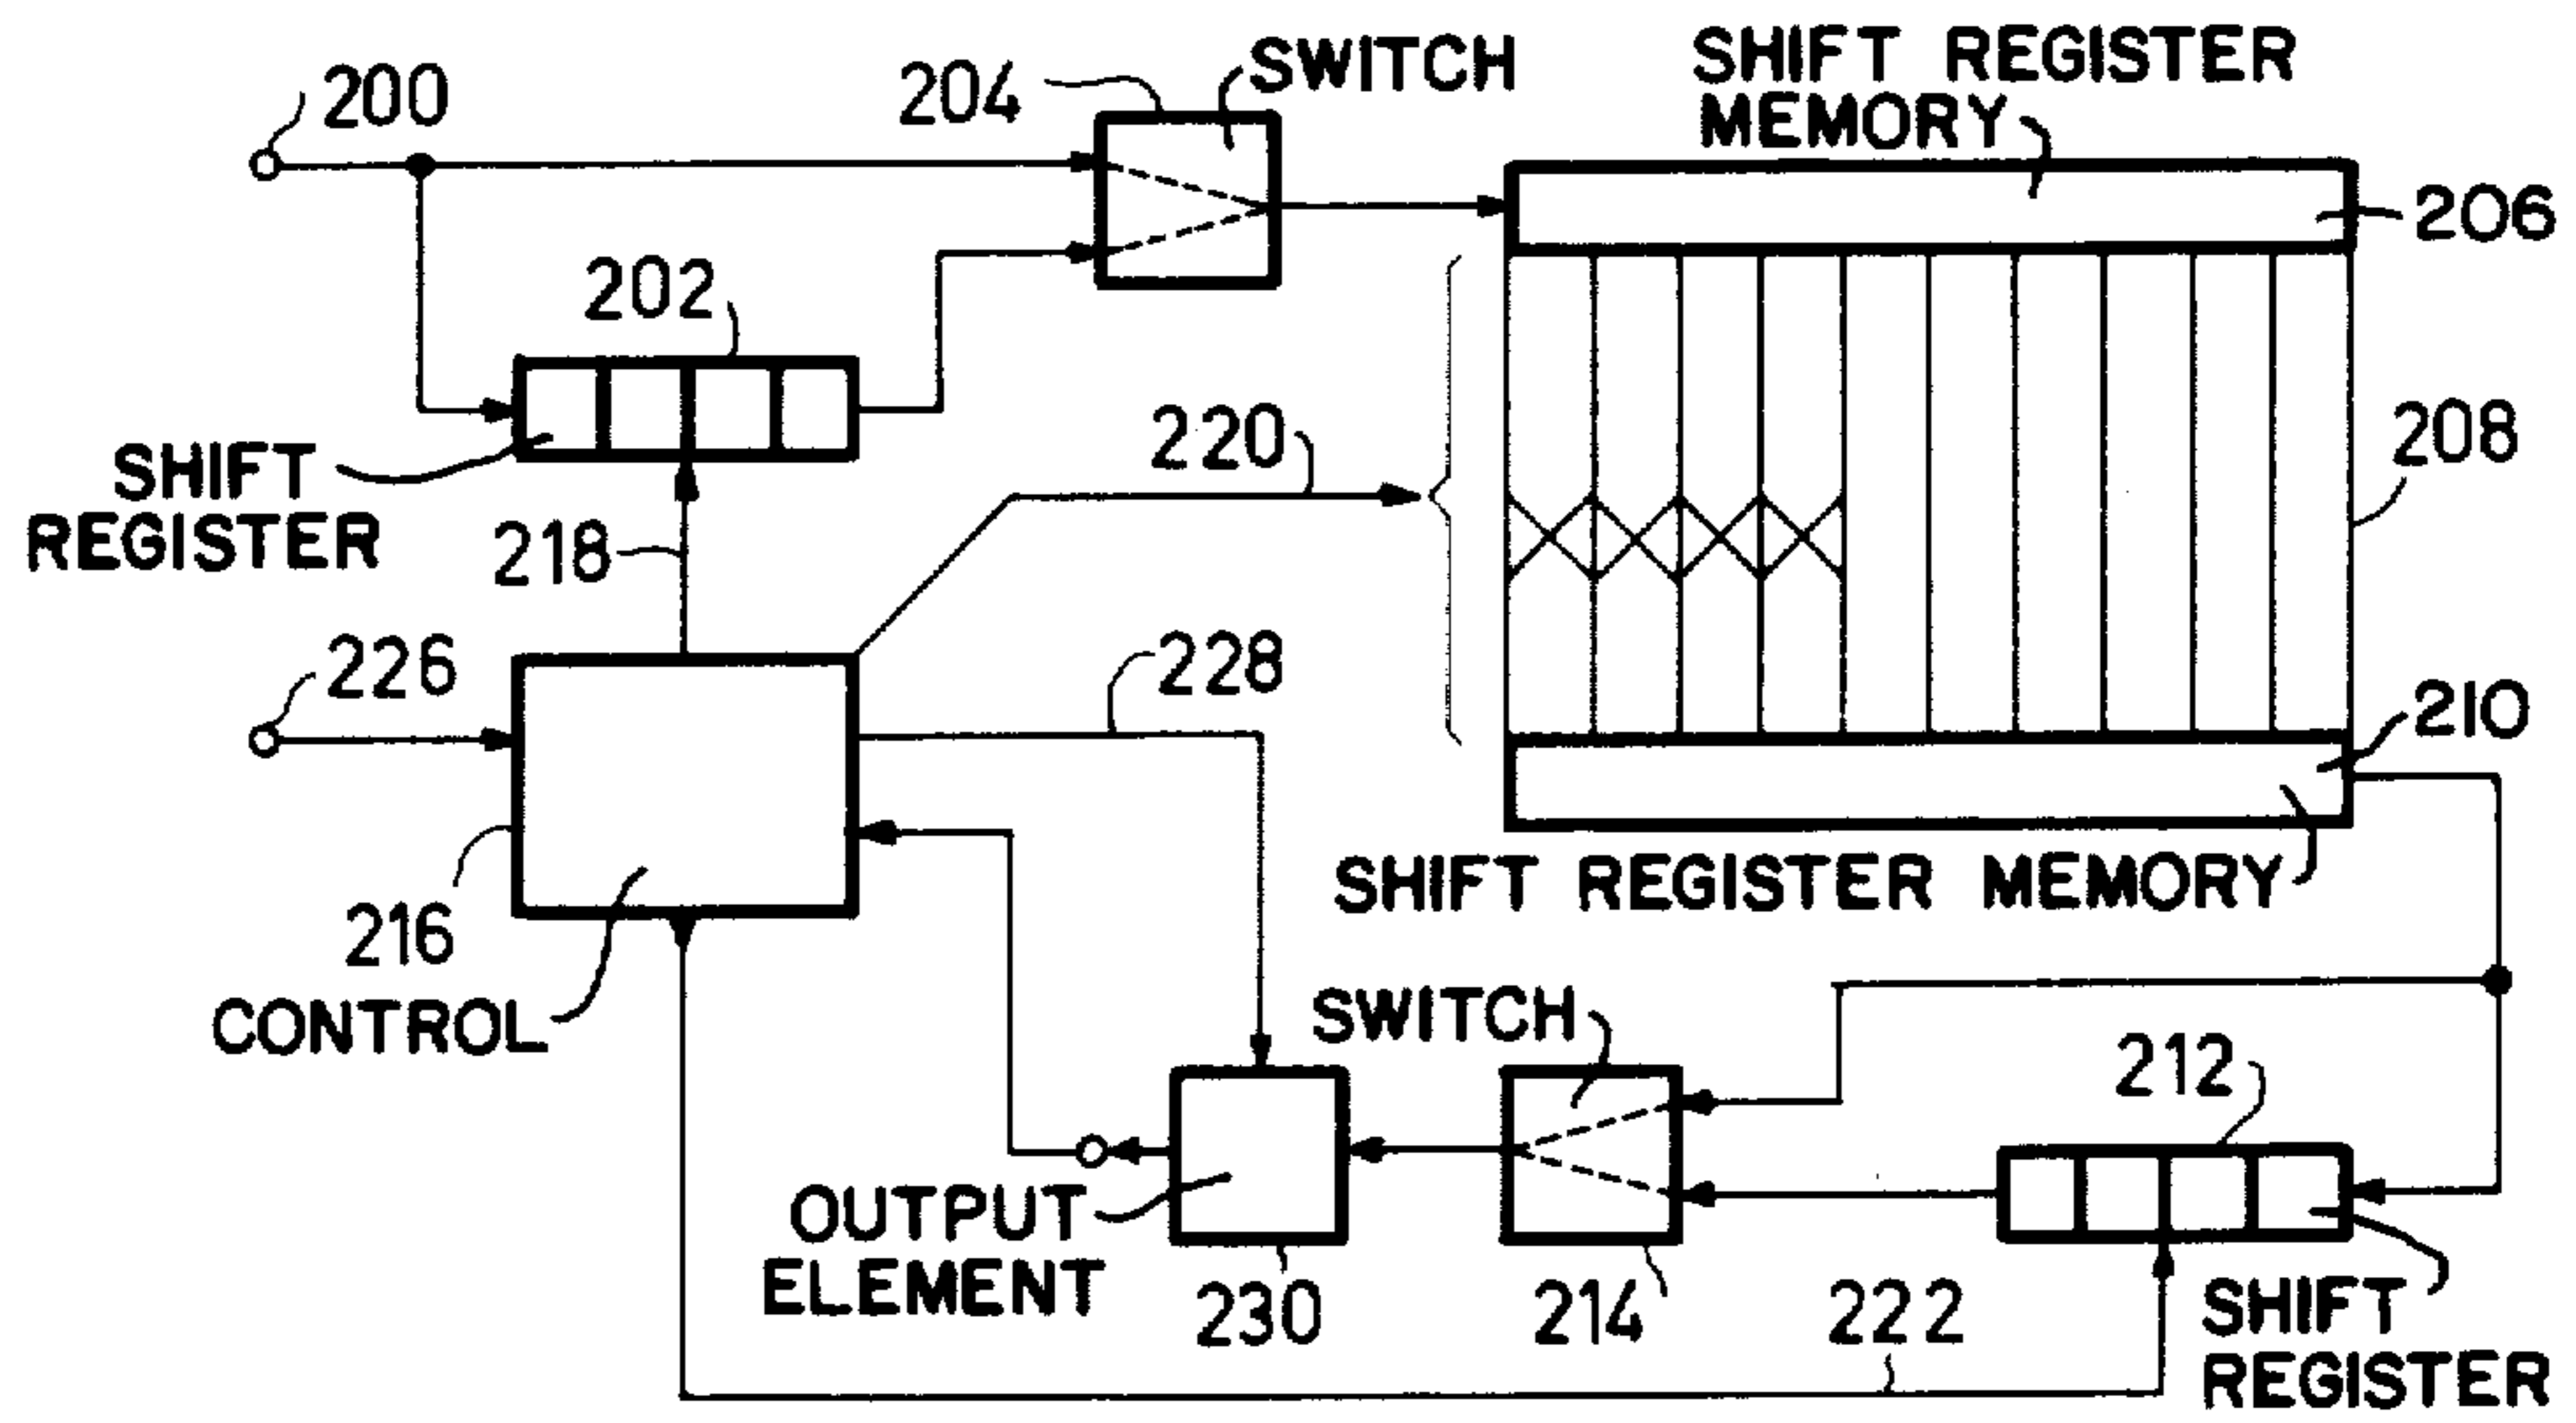 200
204
SWITCH
SHIFT REGISTER
MEMORY
206
202
SHIFT
REGISTER
220
208
218
226
228
210
216
SHIFT REGISTER MEMORY
CONTROL
SWITCH
212
OUTPUT
ELEMENT
230
214
222
SHIFT
REGISTER